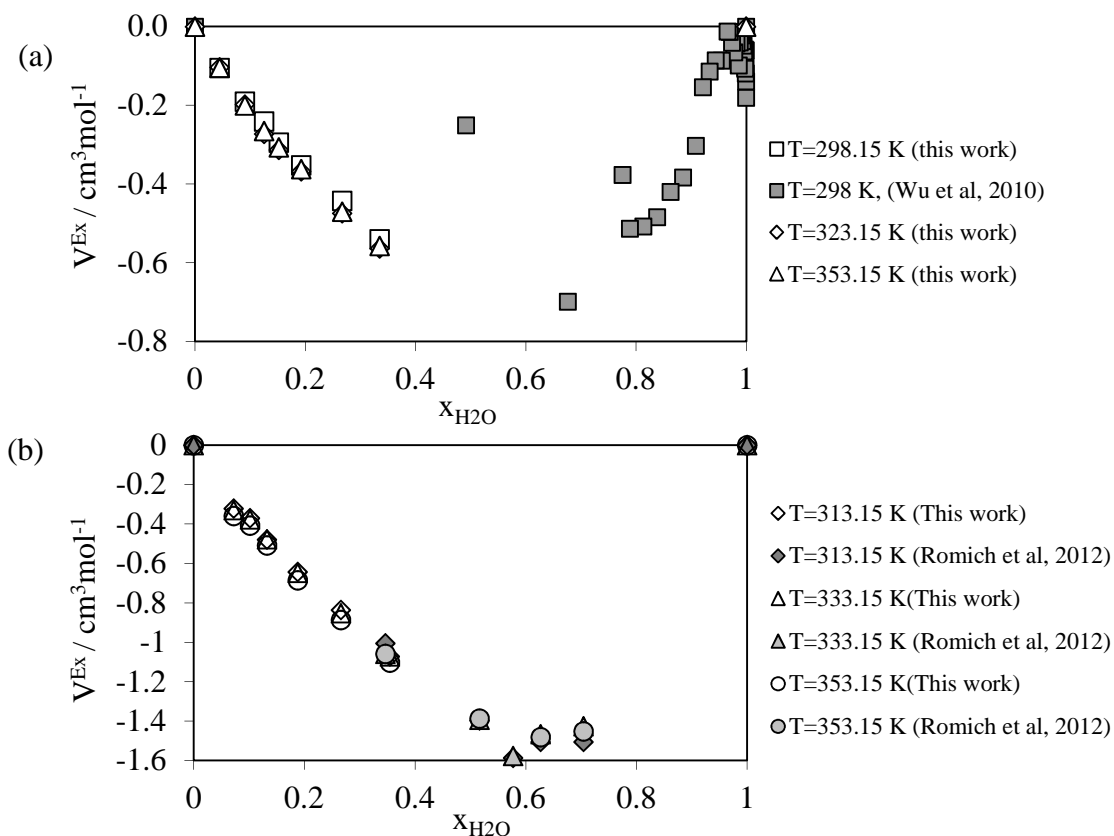 (a)
0.0
-0.2
-0.4
-0.6
-0.8
V^Ex / cm³mol⁻¹
0
0.2
0.4
0.6
0.8
1
x_H2O
T=298.15 K (this work)
T=298 K, (Wu et al, 2010)
T=323.15 K (this work)
T=353.15 K (this work)
(b)
0
-0.2
-0.4
-0.6
-0.8
-1
-1.2
-1.4
-1.6
V^Ex / cm³mol⁻¹
0
0.2
0.4
0.6
0.8
1
x_H2O
T=313.15 K (This work)
T=313.15 K (Romich et al, 2012)
T=333.15 K(This work)
T=333.15 K (Romich et al, 2012)
T=353.15 K(This work)
T=353.15 K (Romich et al, 2012)